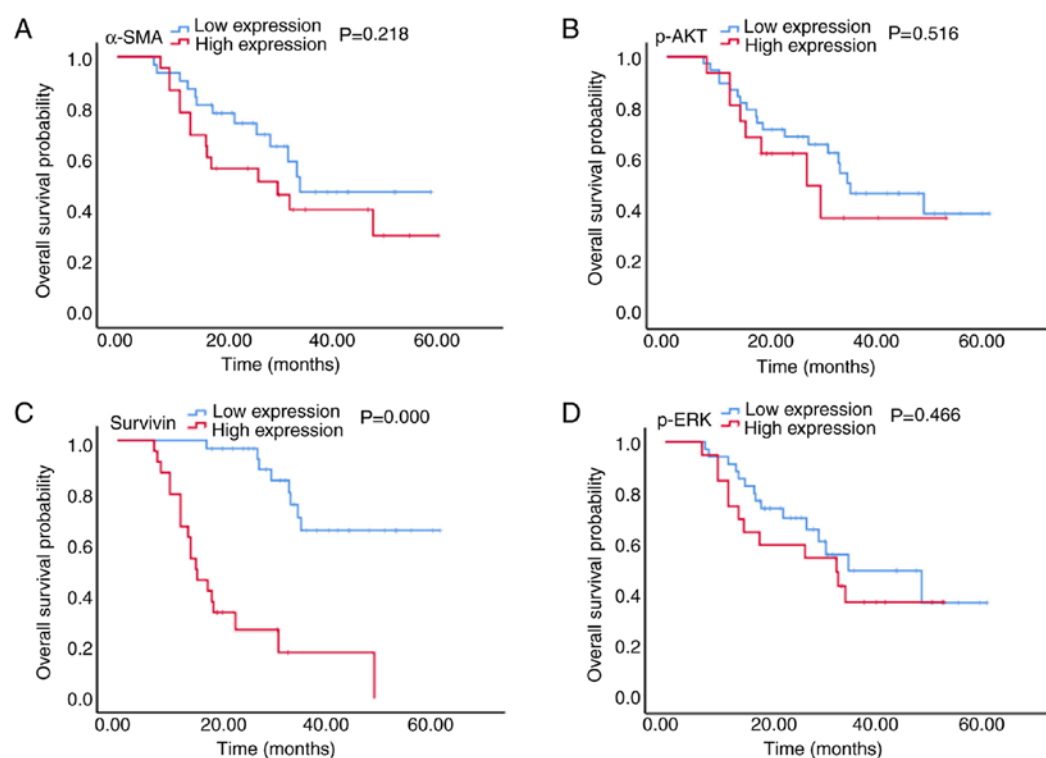 A
α-SMA
Low expression
High expression
P=0.218
Overall survival probability
1.0
0.8
0.6
0.4
0.2
0.0
0.00 20.00 40.00 60.00
Time (months)
B
p-AKT
Low expression
High expression
P=0.516
Overall survival probability
1.0
0.8
0.6
0.4
0.2
0.0
0.00 20.00 40.00 60.00
Time (months)
C
Survivin
Low expression
High expression
P=0.000
Overall survival probability
1.0
0.8
0.6
0.4
0.2
0.0
0.00 20.00 40.00 60.00
Time (months)
D
p-ERK
Low expression
High expression
P=0.466
Overall survival probability
1.0
0.8
0.6
0.4
0.2
0.0
0.00 20.00 40.00 60.00
Time (months)